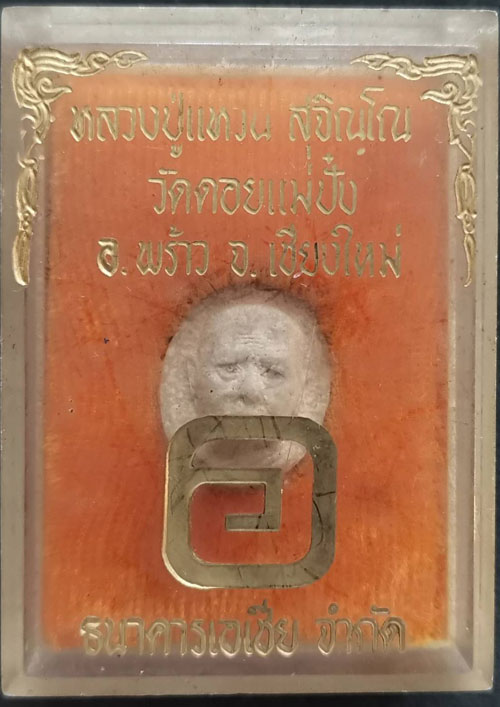 หลวงปู่แหวน สุจิณฺโณ
วัดดอยแม่ปั๋ง
อ.พร้าว จ.เชียงใหม่
ธนาคารเอเซีย จำกัด